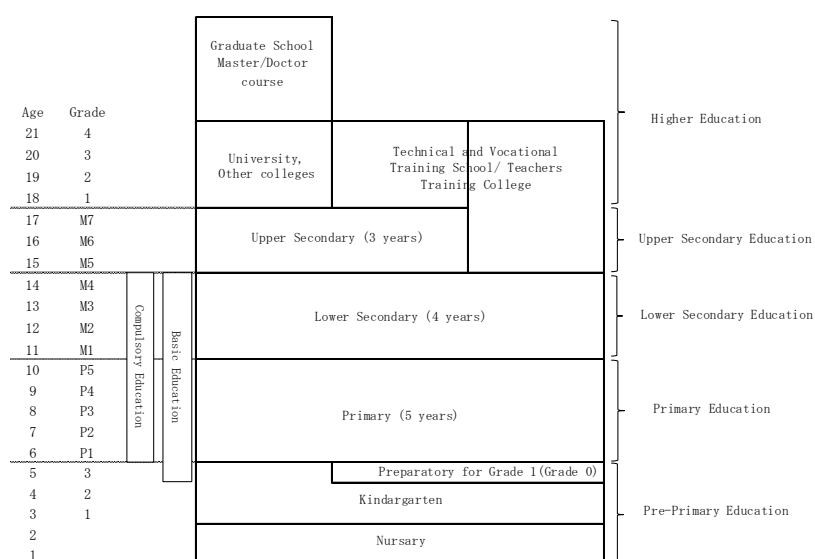 Graduate School
Master/Doctor
course
Age Grade
21 4
20 3
19 2
18 1
17 M7
16 M6
15 M5
14 M4
13 M3
12 M2
11 M1
10 P5
9 P4
8 P3
7 P2
6 P1
5 3
4 2
3 1
2
1
Compulsory Education
Basic Education
University,
Other colleges
Technical and Vocational
Training School/ Teachers
Training College
Upper Secondary (3 years)
Lower Secondary (4 years)
Primary (5 years)
Preparatory for Grade 1(Grade 0)
Kindargarten
Nursary
Higher Education
Upper Secondary Education
Lower Secondary Education
Primary Education
Pre-Primary Education